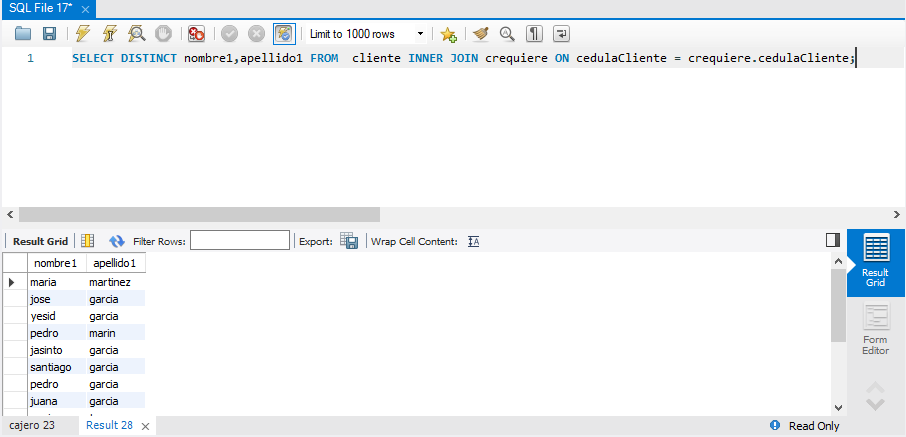 SQL File 17*
Limit to 1000 rows
1 SELECT DISTINCT nombre1,apellido1 FROM  cliente INNER JOIN crequiere ON cedulaCliente = crequiere.cedulaCliente;
Result Grid Filter Rows: Export: Wrap Cell Content:
nombre1 apellido1
maria martinez
jose garcia
yesid garcia
pedro marin
jasinto garcia
santiago garcia
pedro garcia
juana garcia
Result
Grid
Form
Editor
cajero 23 Result 28 Read Only